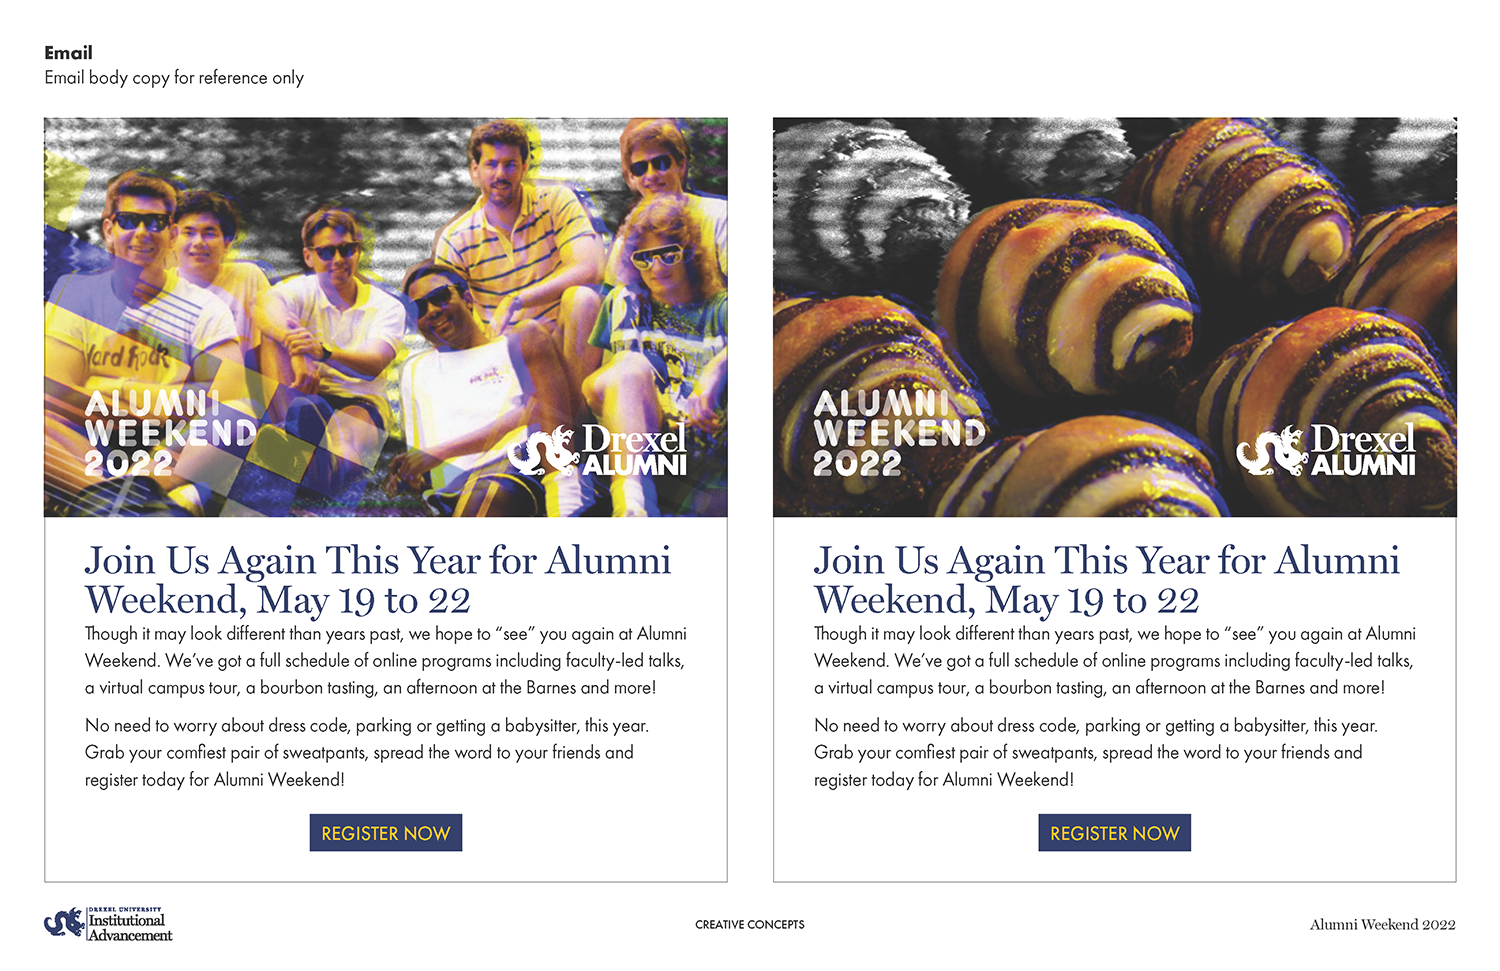 Email
Email body copy for reference only
Hard Rock
ALUMNI
WEEKEND
2022
Drexel
ALUMNI
Join Us Again This Year for Alumni
Weekend, May 19 to 22
Though it may look different than years past, we hope to “see” you again at Alumni
Weekend. We’ve got a full schedule of online programs including faculty-led talks,
a virtual campus tour, a bourbon tasting, an afternoon at the Barnes and more!
No need to worry about dress code, parking or getting a babysitter, this year.
Grab your comfiest pair of sweatpants, spread the word to your friends and
register today for Alumni Weekend!
REGISTER NOW
ALUMNI
WEEKEND
2022
Drexel
ALUMNI
Join Us Again This Year for Alumni
Weekend, May 19 to 22
Though it may look different than years past, we hope to “see” you again at Alumni
Weekend. We’ve got a full schedule of online programs including faculty-led talks,
a virtual campus tour, a bourbon tasting, an afternoon at the Barnes and more!
No need to worry about dress code, parking or getting a babysitter, this year.
Grab your comfiest pair of sweatpants, spread the word to your friends and
register today for Alumni Weekend!
REGISTER NOW
DREXEL UNIVERSITY
Institutional
Advancement
CREATIVE CONCEPTS
Alumni Weekend 2022